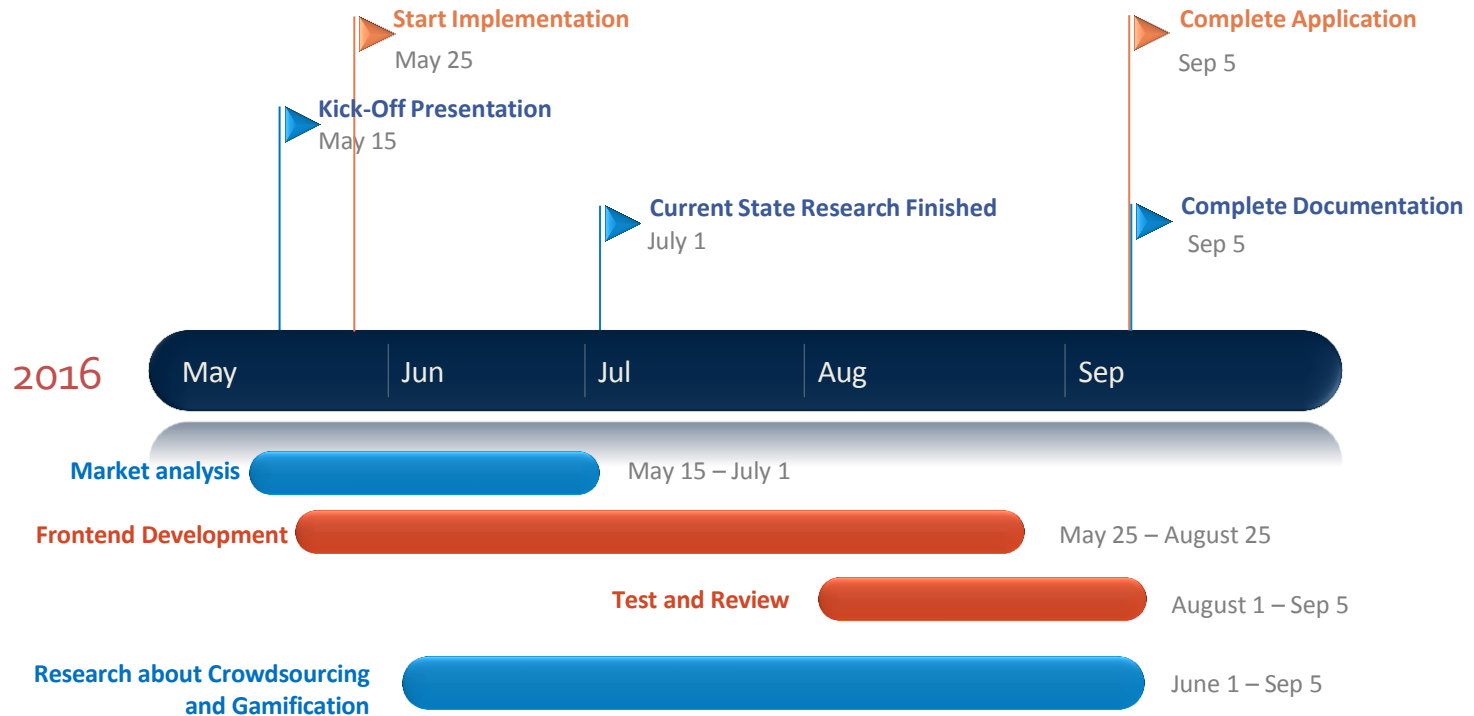 Start Implementation
May 25
Complete Application
Sep 5
Kick-Off Presentation
May 15
Current State Research Finished
July 1
Complete Documentation
Sep 5
2016
May
Jun
Jul
Aug
Sep
Market analysis
May 15 – July 1
Frontend Development
May 25 – August 25
Test and Review
August 1 – Sep 5
Research about Crowdsourcing
and Gamification
June 1 – Sep 5